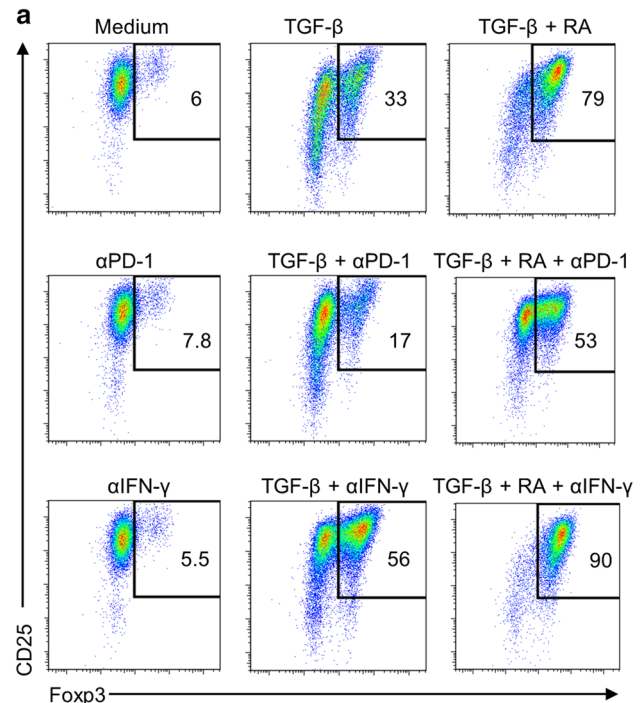 a
Medium TGF-β TGF-β + RA
6 33 79
αPD-1 TGF-β + αPD-1 TGF-β + RA + αPD-1
7.8 17 53
αIFN-γ TGF-β + αIFN-γ TGF-β + RA + αIFN-γ
5.5 56 90
CD25
Foxp3